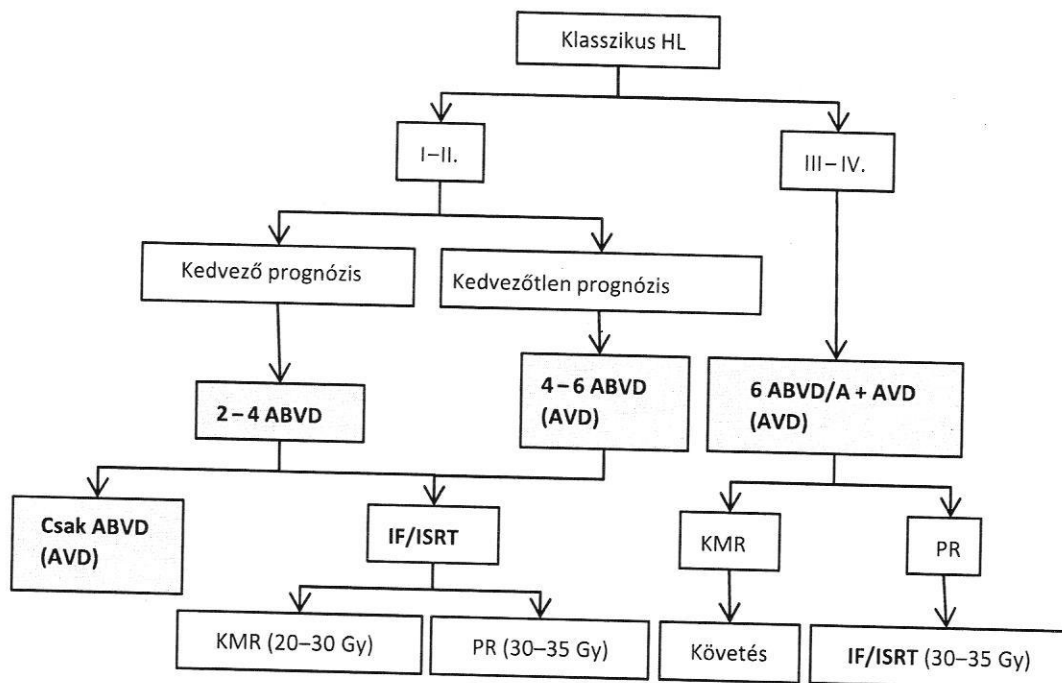 Klasszikus HL
I–II.
III–IV.
Kedvező prognózis
Kedvezőtlen prognózis
2–4 ABVD
4–6 ABVD
(AVD)
6 ABVD/A + AVD
(AVD)
Csak ABVD
(AVD)
IF/ISRT
KMR
PR
KMR (20–30 Gy)
PR (30–35 Gy)
Követés
IF/ISRT (30–35 Gy)